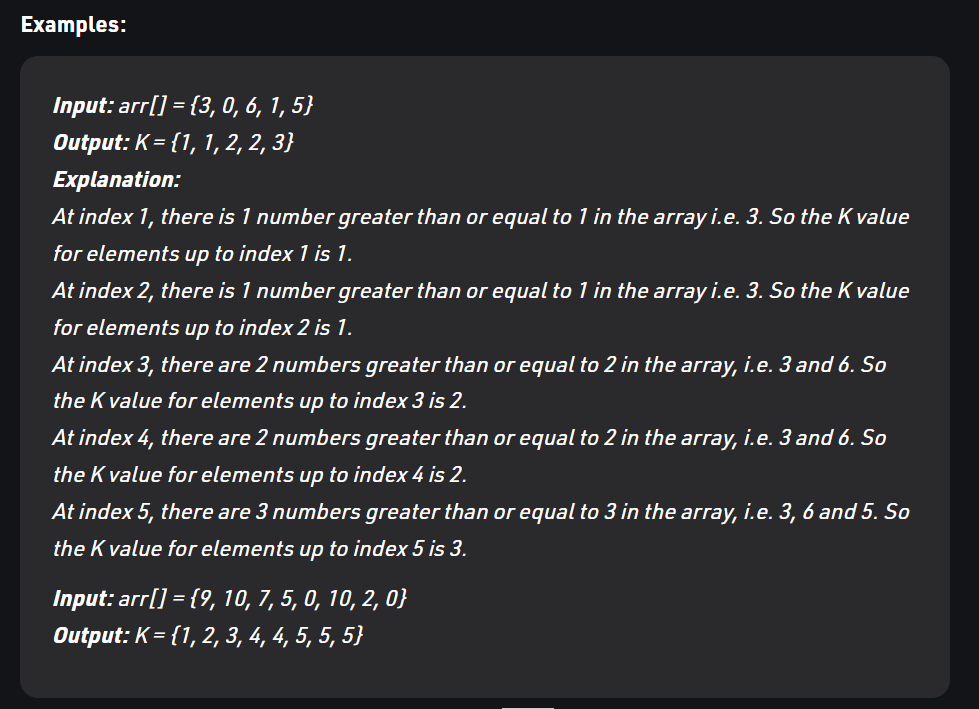 Examples:
Input: arr[] = {3, 0, 6, 1, 5}
Output: K = {1, 1, 2, 2, 3}
Explanation:
At index 1, there is 1 number greater than or equal to 1 in the array i.e. 3. So the K value
for elements up to index 1 is 1.
At index 2, there is 1 number greater than or equal to 1 in the array i.e. 3. So the K value
for elements up to index 2 is 1.
At index 3, there are 2 numbers greater than or equal to 2 in the array, i.e. 3 and 6. So
the K value for elements up to index 3 is 2.
At index 4, there are 2 numbers greater than or equal to 2 in the array, i.e. 3 and 6. So
the K value for elements up to index 4 is 2.
At index 5, there are 3 numbers greater than or equal to 3 in the array, i.e. 3, 6 and 5. So
the K value for elements up to index 5 is 3.
Input: arr[] = {9, 10, 7, 5, 0, 10, 2, 0}
Output: K = {1, 2, 3, 4, 4, 5, 5, 5}